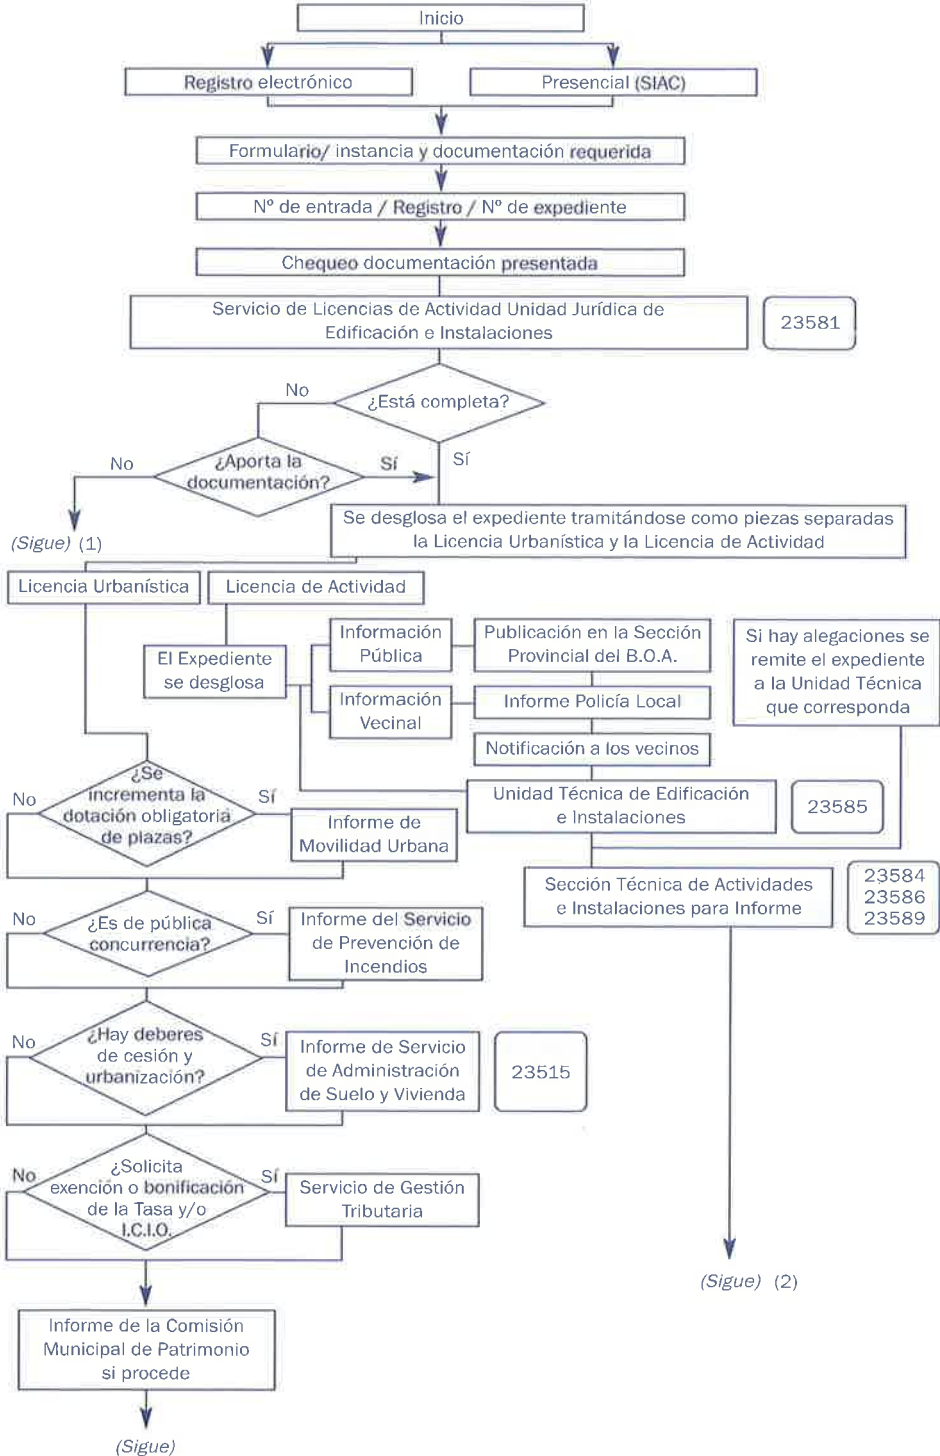 Inicio
Registro electrónico
Presencial (SIAC)
Formulario/ instancia y documentación requerida
Nº de entrada / Registro / Nº de expediente
Chequeo documentación presentada
Servicio de Licencias de Actividad Unidad Jurídica de
Edificación e Instalaciones
23581
No
¿Está completa?
Sí
No
¿Aporta la
documentación?
Sí
(Sigue) (1)
Se desglosa el expediente tramitándose como piezas separadas
la Licencia Urbanística y la Licencia de Actividad
Licencia Urbanística
Licencia de Actividad
El Expediente
se desglosa
Información
Pública
Publicación en la Sección
Provincial del B.O.A.
Información
Vecinal
Informe Policía Local
Notificación a los vecinos
Si hay alegaciones se
remite el expediente
a la Unidad Técnica
que corresponda
Unidad Técnica de Edificación
e Instalaciones
23585
Sección Técnica de Actividades
e Instalaciones para Informe
23584
23586
23589
(Sigue) (2)
No
¿Se
incrementa la
dotación obligatoria
de plazas?
Sí
Informe de
Movilidad Urbana
No
¿Es de pública
concurrencia?
Sí
Informe del Servicio
de Prevención de
Incendios
No
¿Hay deberes
de cesión y
urbanización?
Sí
Informe de Servicio
de Administración
de Suelo y Vivienda
23515
No
¿Solicita
exención o bonificación
de la Tasa y/o
I.C.I.O.
Sí
Servicio de Gestión
Tributaria
Informe de la Comisión
Municipal de Patrimonio
si procede
(Sigue)